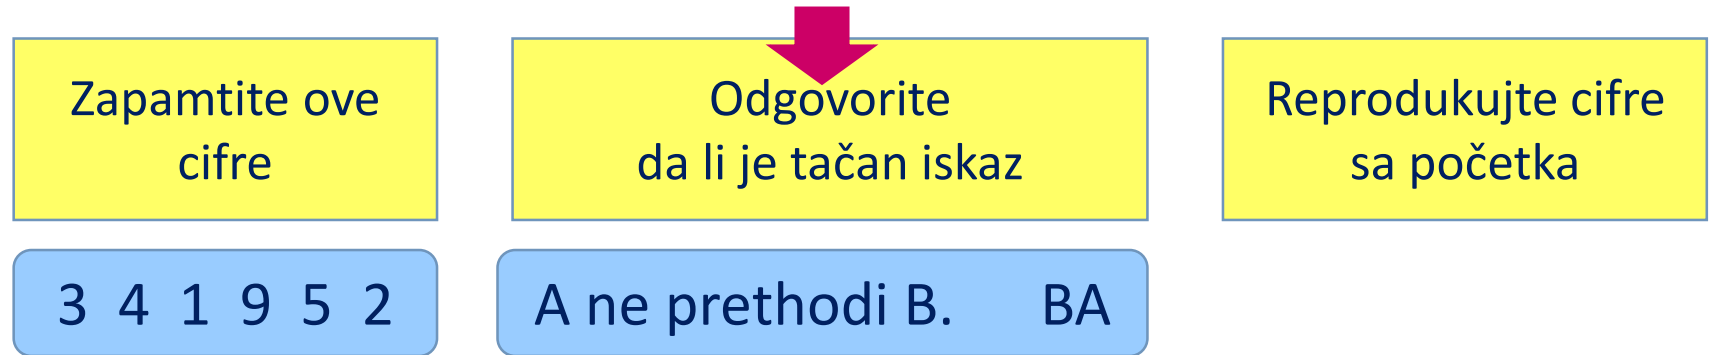 Zapamtite ove
cifre
Odgovorite
da li je tačan iskaz
Reprodukujte cifre
sa početka
3 4 1 9 5 2
A ne prethodi B. BA